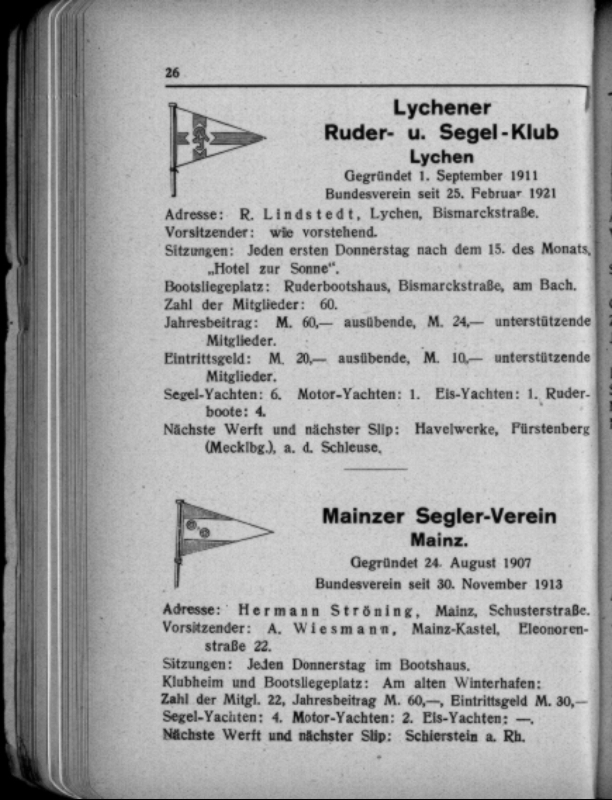 26
Lychener
Ruder- u. Segel-Klub
Lychen
Gegründet 1. September 1911
Bundesverein seit 25. Februar 1921
Adresse: R. Lindstedt, Lychen, Bismarckstraße.
Vorsitzender: wie vorstehend.
Sitzungen: Jeden ersten Donnerstag nach dem 15. des Monats,
„Hotel zur Sonne".
Bootsliegeplatz: Ruderbootshaus, Bismarckstraße, am Bach.
Zahl der Mitglieder: 60.
Jahresbeitrag: M. 60,— ausübende, M. 24,— unterstützende
Mitglieder.
Eintrittsgeld: M. 20,— ausübende, M. 10,— unterstützende
Mitglieder.
Segel-Yachten: 6. Motor-Yachten: 1. Eis-Yachten: 1. Ruder-
boote: 4.
Nächste Werft und nächster Slip: Havelwerke, Fürstenberg
(Mecklbg.), a. d. Schleuse.
Mainzer Segler-Verein
Mainz.
Gegründet 24. August 1907
Bundesverein seit 30. November 1913
Adresse: Hermann Ströning, Mainz, Schusterstraße.
Vorsitzender: A. Wiesmann, Mainz-Kastel, Eleonoren-
straße 22.
Sitzungen: Jeden Donnerstag im Bootshaus.
Klubheim und Bootsliegeplatz: Am alten Winterhafen:
Zahl der Mitgl. 22, Jahresbeitrag M. 60,—, Eintrittsgeld M. 30,—
Segel-Yachten: 4. Motor-Yachten: 2. Eis-Yachten: —.
Nächste Werft und nächster Slip: Schierstein a. Rh.